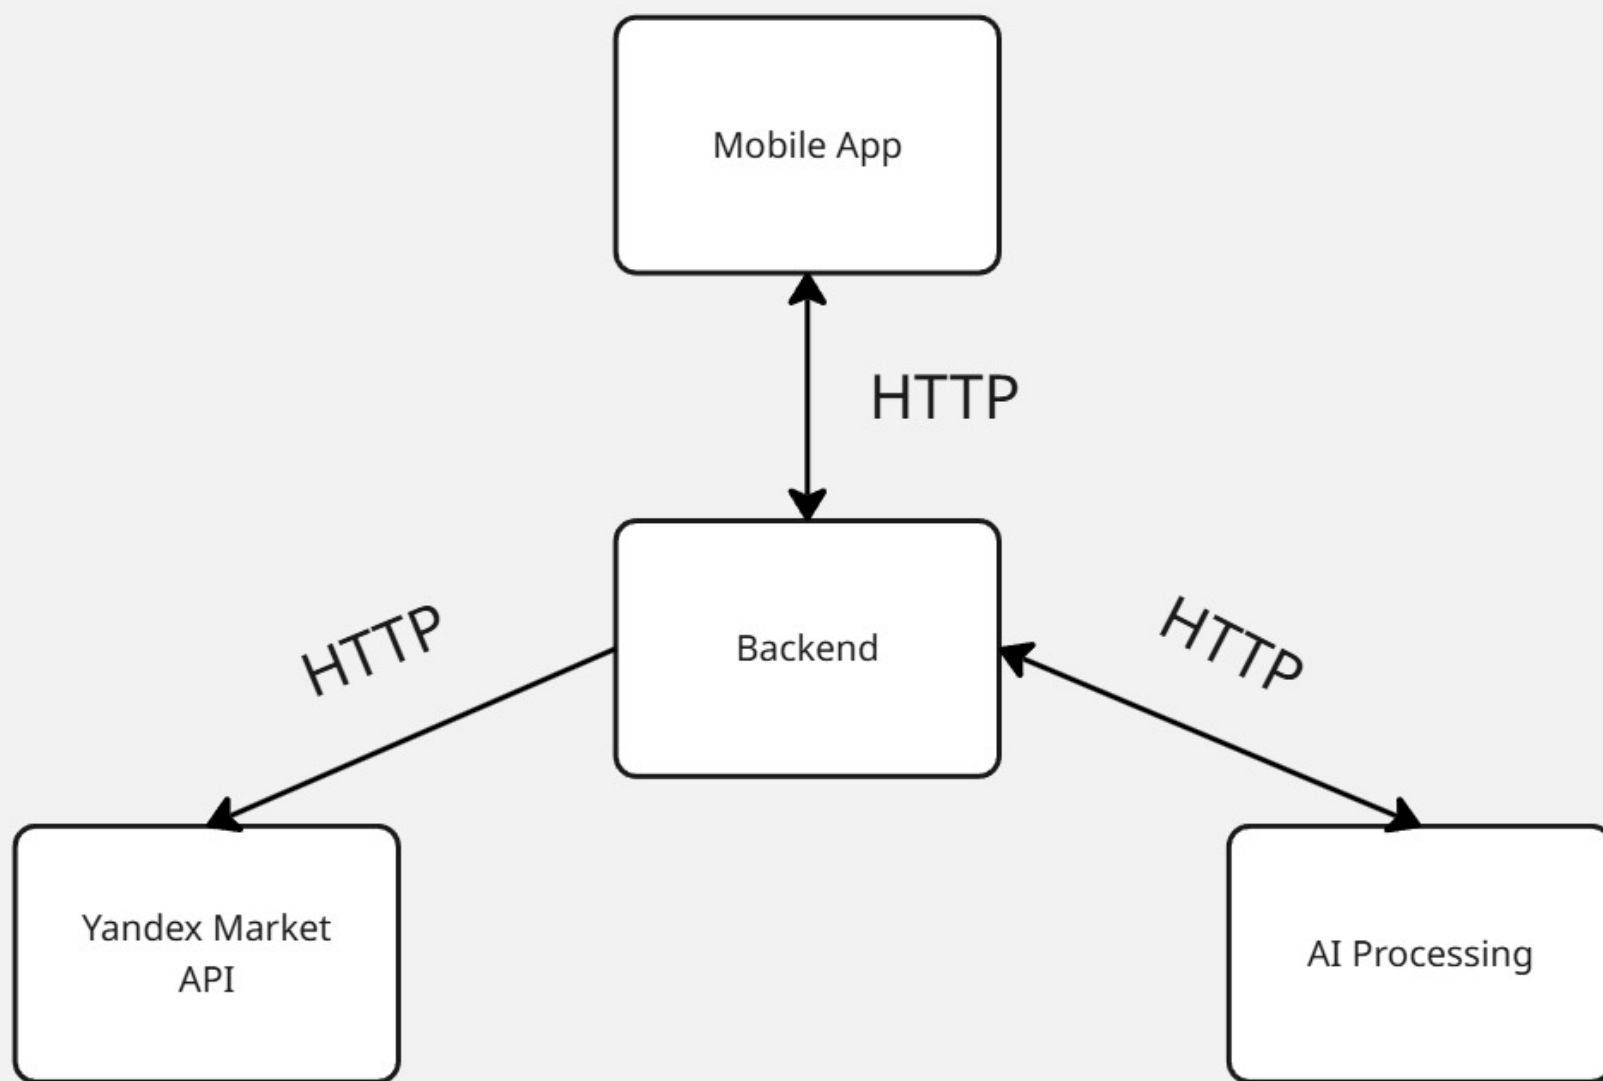 Mobile App
HTTP
HTTP
Backend
HTTP
Yandex Market
API
AI Processing